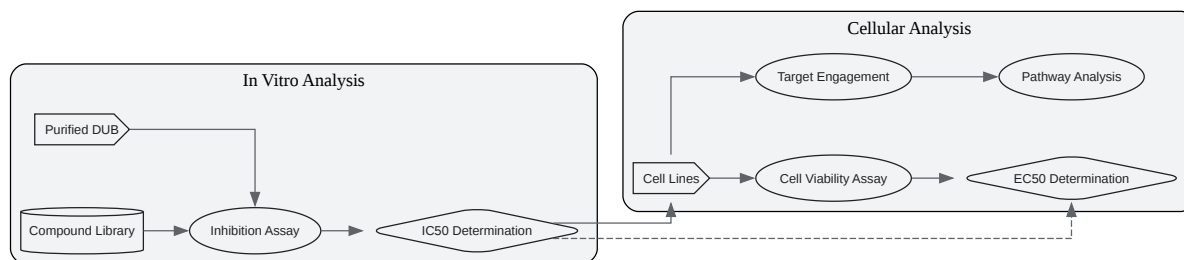 Cellular Analysis
In Vitro Analysis
Target Engagement
Pathway Analysis
Purified DUB
Cell Lines
Cell Viability Assay
EC50 Determination
Compound Library
Inhibition Assay
IC50 Determination